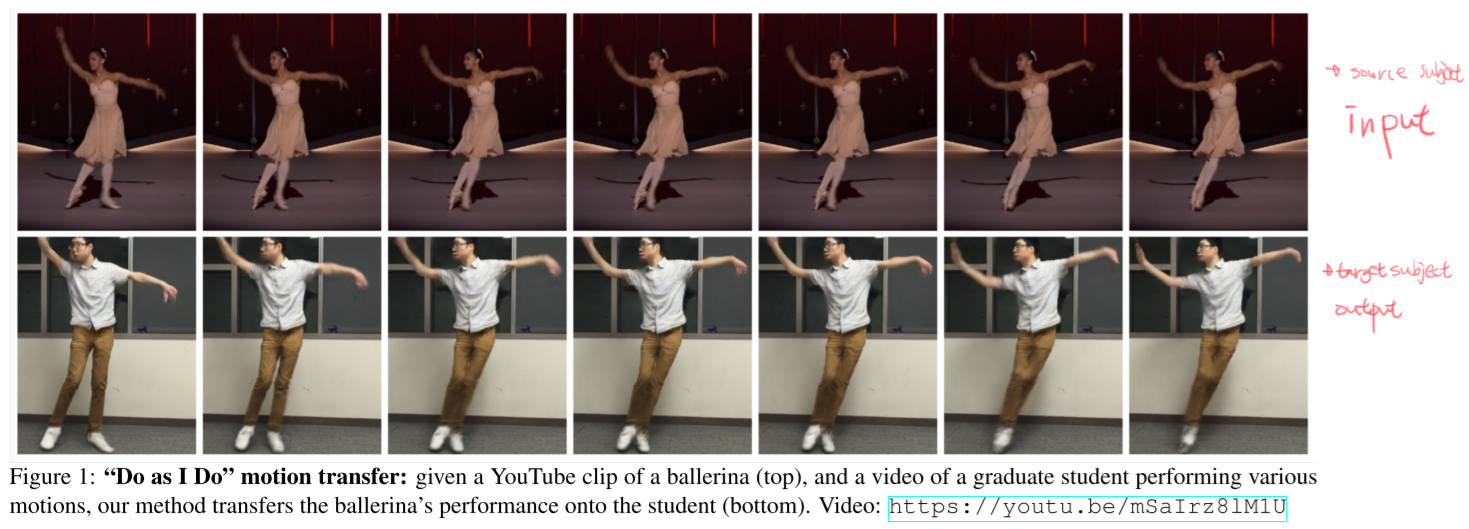 → source subject
input
→ target subject
output
Figure 1: “Do as I Do” motion transfer: given a YouTube clip of a ballerina (top), and a video of a graduate student performing various
motions, our method transfers the ballerina’s performance onto the student (bottom). Video: https://youtu.be/mSaIrz8lM1U